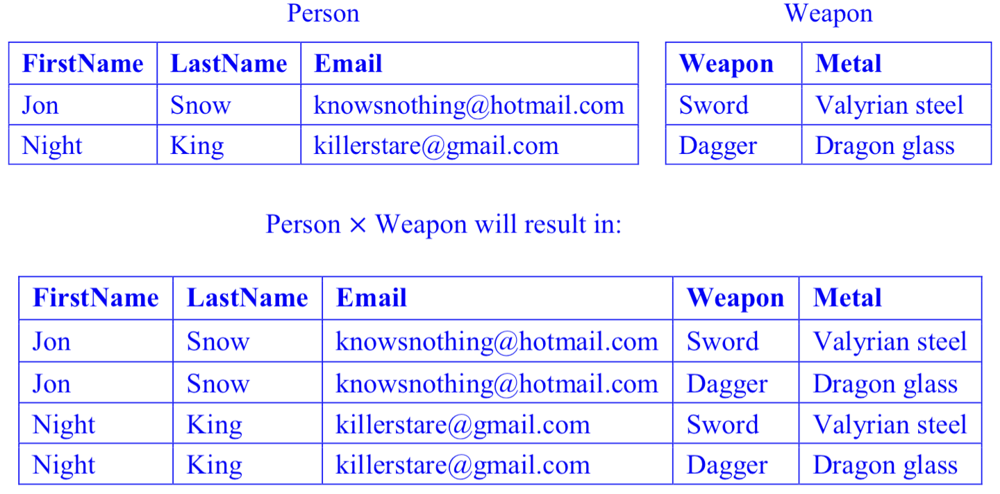 Person Weapon
FirstName LastName Email Weapon Metal
Jon Snow knowsnothing@hotmail.com Sword Valyrian steel
Night King killerstare@gmail.com Dagger Dragon glass
Person × Weapon will result in:
FirstName LastName Email Weapon Metal
Jon Snow knowsnothing@hotmail.com Sword Valyrian steel
Jon Snow knowsnothing@hotmail.com Dagger Dragon glass
Night King killerstare@gmail.com Sword Valyrian steel
Night King killerstare@gmail.com Dagger Dragon glass